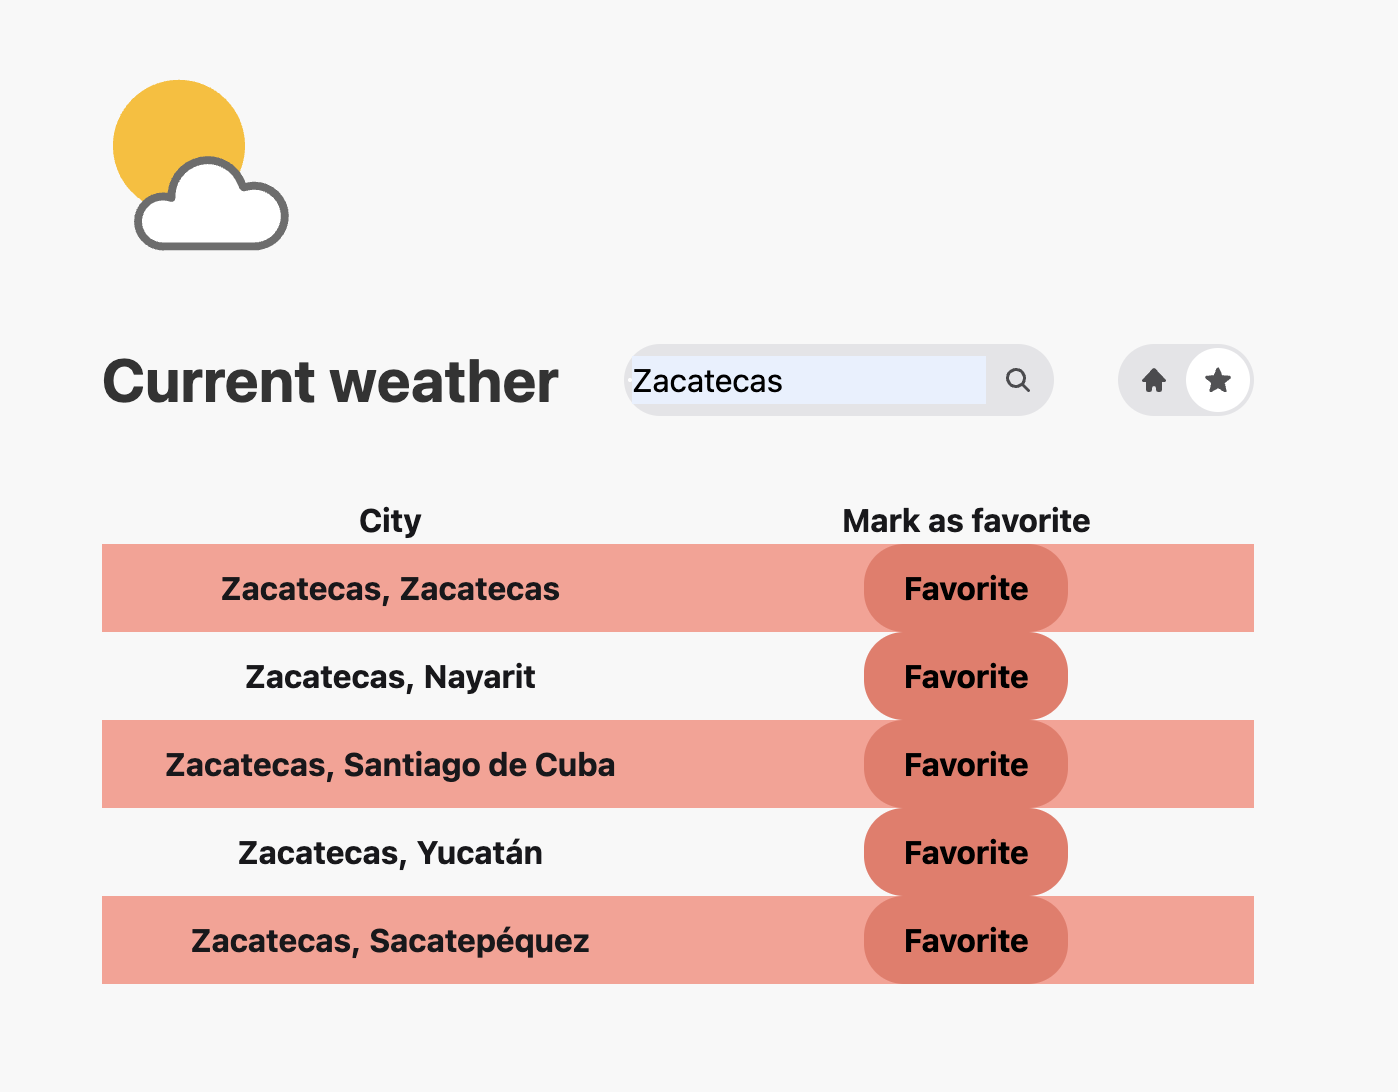 Current weather
Zacatecas
City Mark as favorite
Zacatecas, Zacatecas Favorite
Zacatecas, Nayarit Favorite
Zacatecas, Santiago de Cuba Favorite
Zacatecas, Yucatán Favorite
Zacatecas, Sacatepéquez Favorite